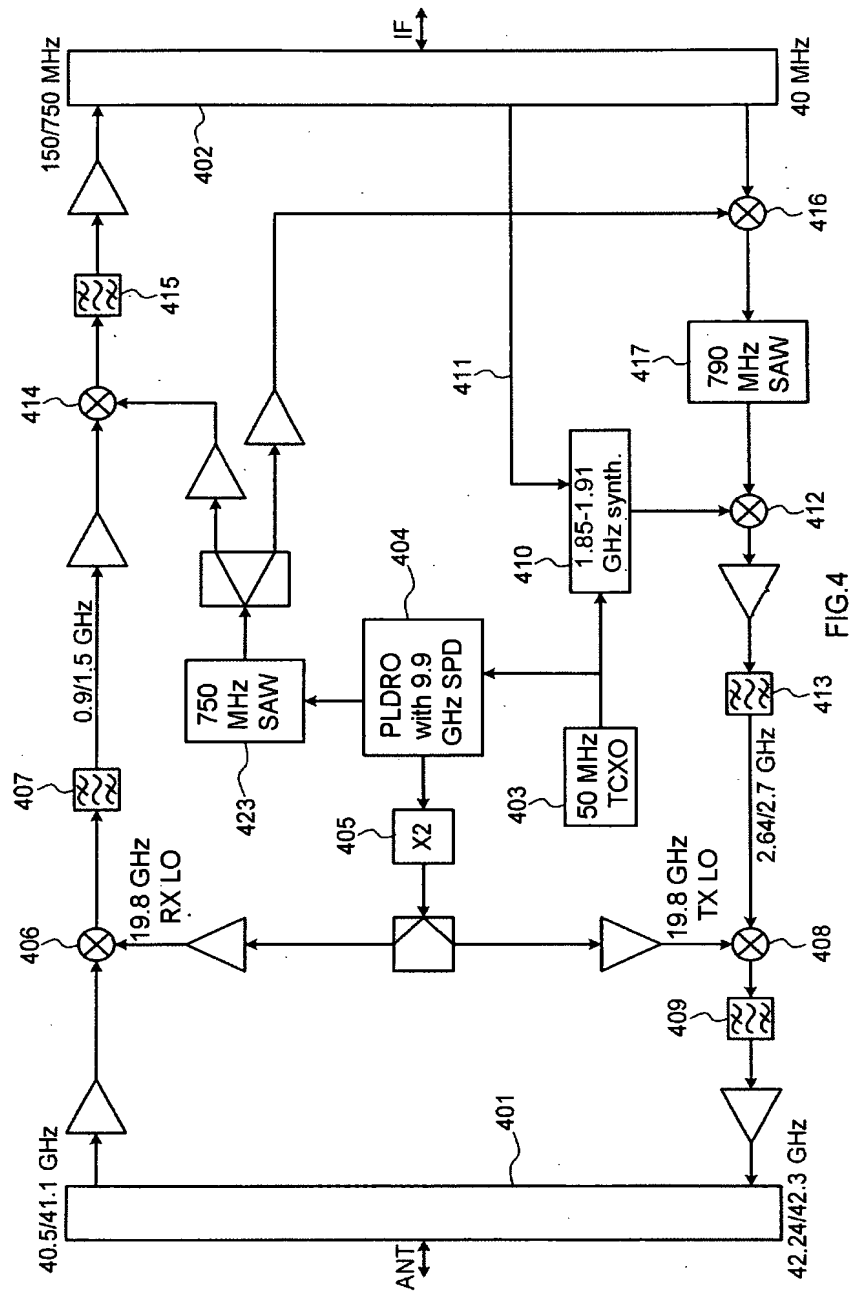 40.5/41.1 GHz
ANT
42.24/42.3 GHz
401
406
19.8 GHz
RX LO
407
0.9/1.5 GHz
414
415
150/750 MHz
402
IF
40 MHz
750
MHz
SAW
423
405
X2
404
PLDRO
with 9.9
GHz SPD
403
50 MHz
TCXO
410
1.85-1.91
GHz synth.
411
416
417
790
MHz
SAW
412
413
2.64/2.7 GHz
19.8 GHz
TX LO
408
409
FIG.4